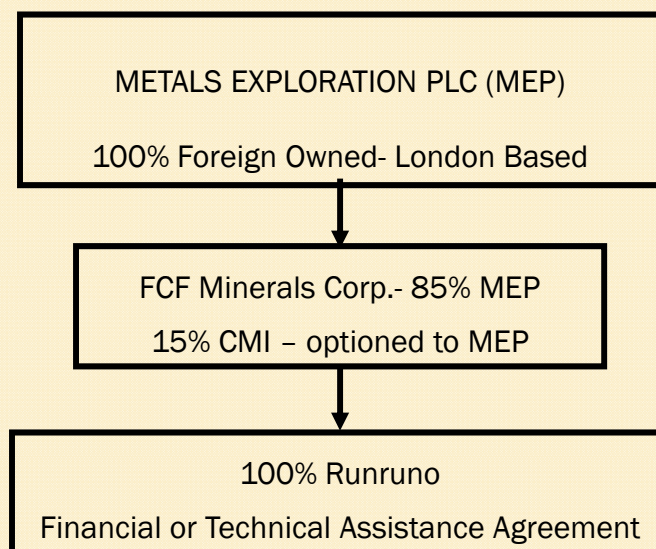 METALS EXPLORATION PLC (MEP)
100% Foreign Owned- London Based
FCF Minerals Corp.- 85% MEP
15% CMI – optioned to MEP
100% Runruno
Financial or Technical Assistance Agreement